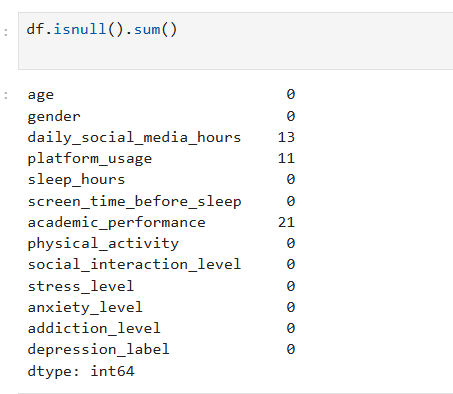 df.isnull().sum()
age 0
gender 0
daily_social_media_hours 13
platform_usage 11
sleep_hours 0
screen_time_before_sleep 0
academic_performance 21
physical_activity 0
social_interaction_level 0
stress_level 0
anxiety_level 0
addiction_level 0
depression_label 0
dtype: int64